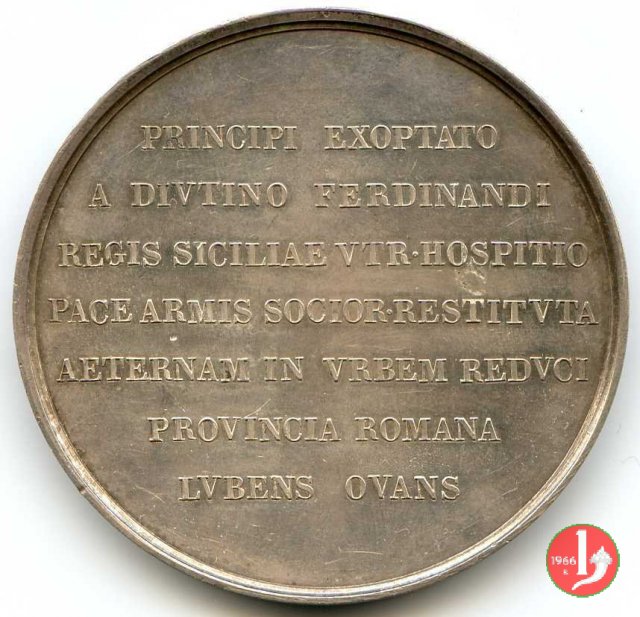 PRINCIPI EXOPTATO
A DIVTINO FERDINANDI
REGIS SICILIAE VTR·HOSPITIO
PACE ARMIS SOCIOR·RESTITVTA
AETERNAM IN VRBEM REDVCI
PROVINCIA ROMANA
LVBENS OVANS
1966